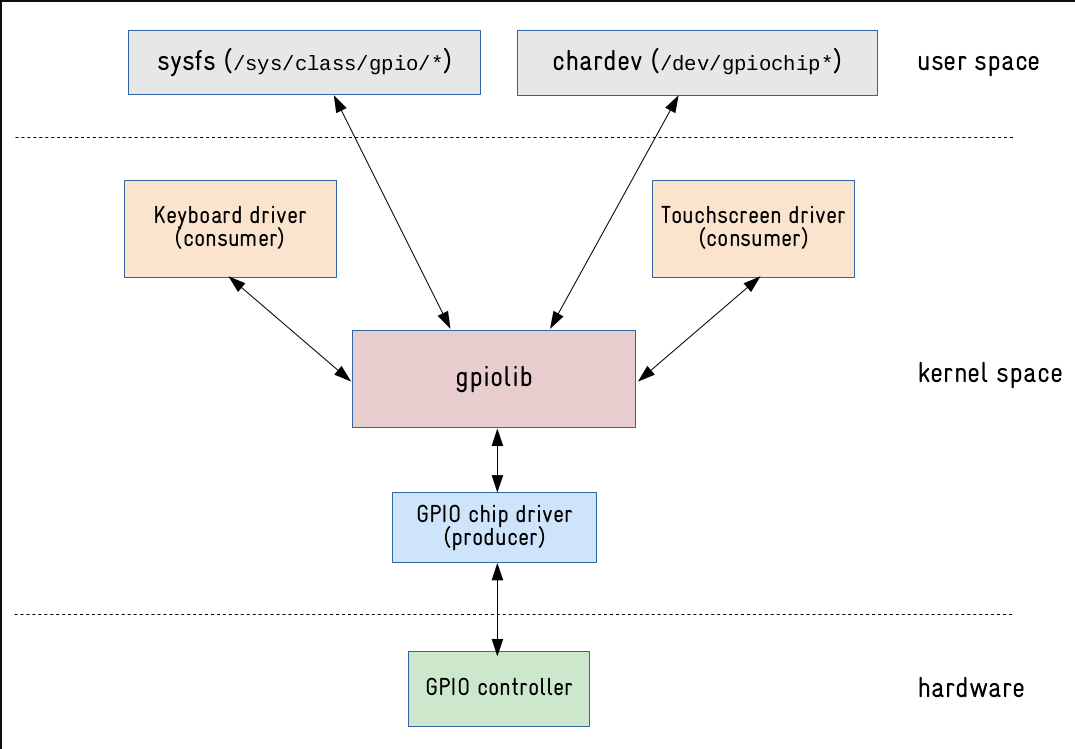 sysfs (/sys/class/gpio/*)
chardev (/dev/gpiochip*)
user space
Keyboard driver
(consumer)
Touchscreen driver
(consumer)
gpiolib
kernel space
GPIO chip driver
(producer)
GPIO controller
hardware